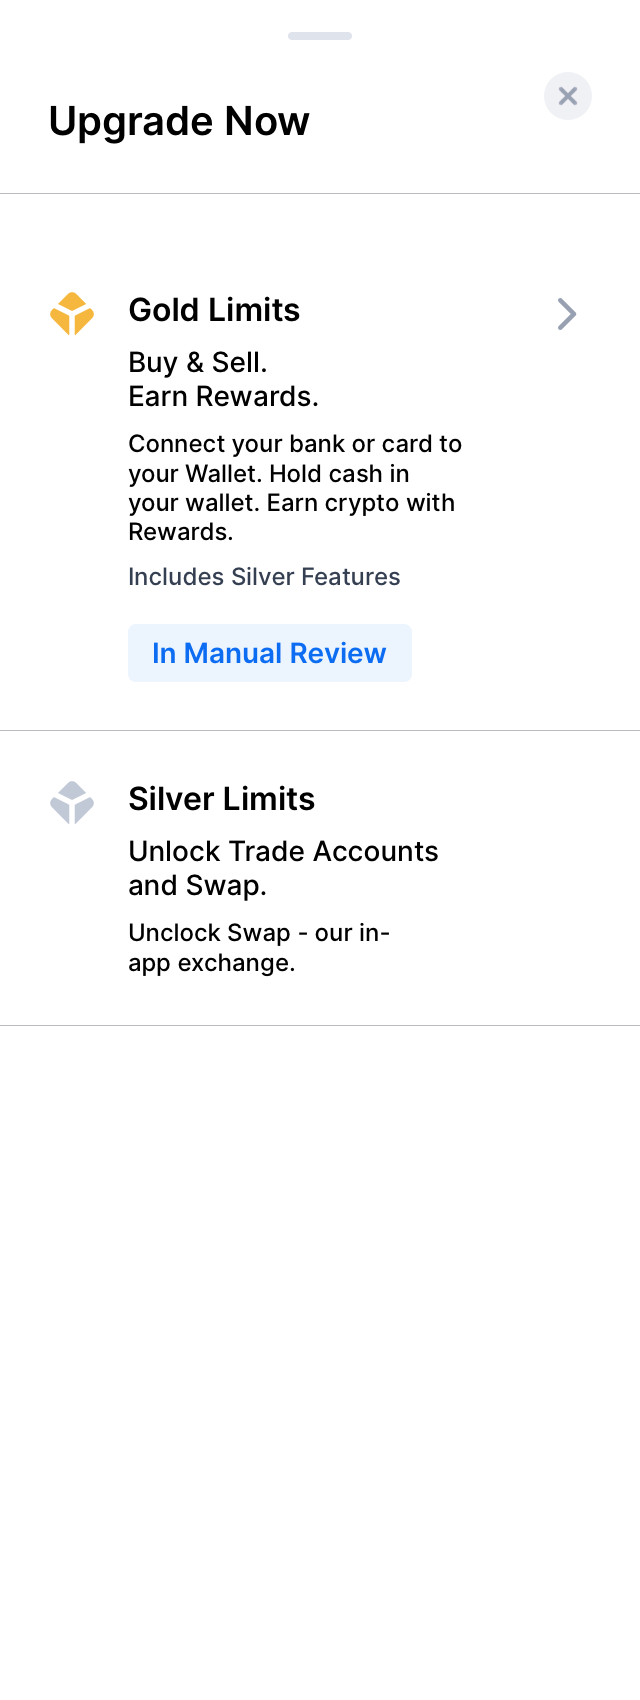 Upgrade Now
Gold Limits
Buy & Sell.
Earn Rewards.
Connect your bank or card to
your Wallet. Hold cash in
your wallet. Earn crypto with
Rewards.
Includes Silver Features
In Manual Review
Silver Limits
Unlock Trade Accounts
and Swap.
Unclock Swap - our in-
app exchange.